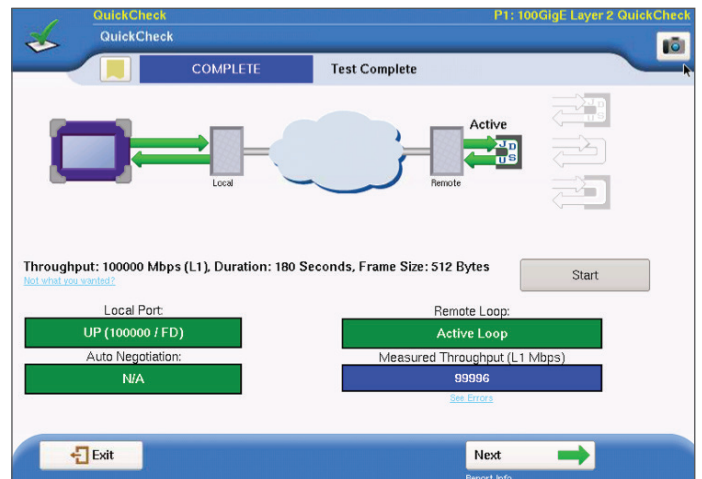 QuickCheck
P1: 100GigE Layer 2 QuickCheck
QuickCheck
COMPLETE
Test Complete
Active
J D
U S
J D
U S
Local
Remote
Throughput: 100000 Mbps (L1), Duration: 180 Seconds, Frame Size: 512 Bytes
Not what you wanted?
Start
Local Port:
Remote Loop:
UP (100000 / FD)
Active Loop
Auto Negotiation:
Measured Throughput (L1 Mbps)
N/A
99996
See Errors
Exit
Next
Report Info